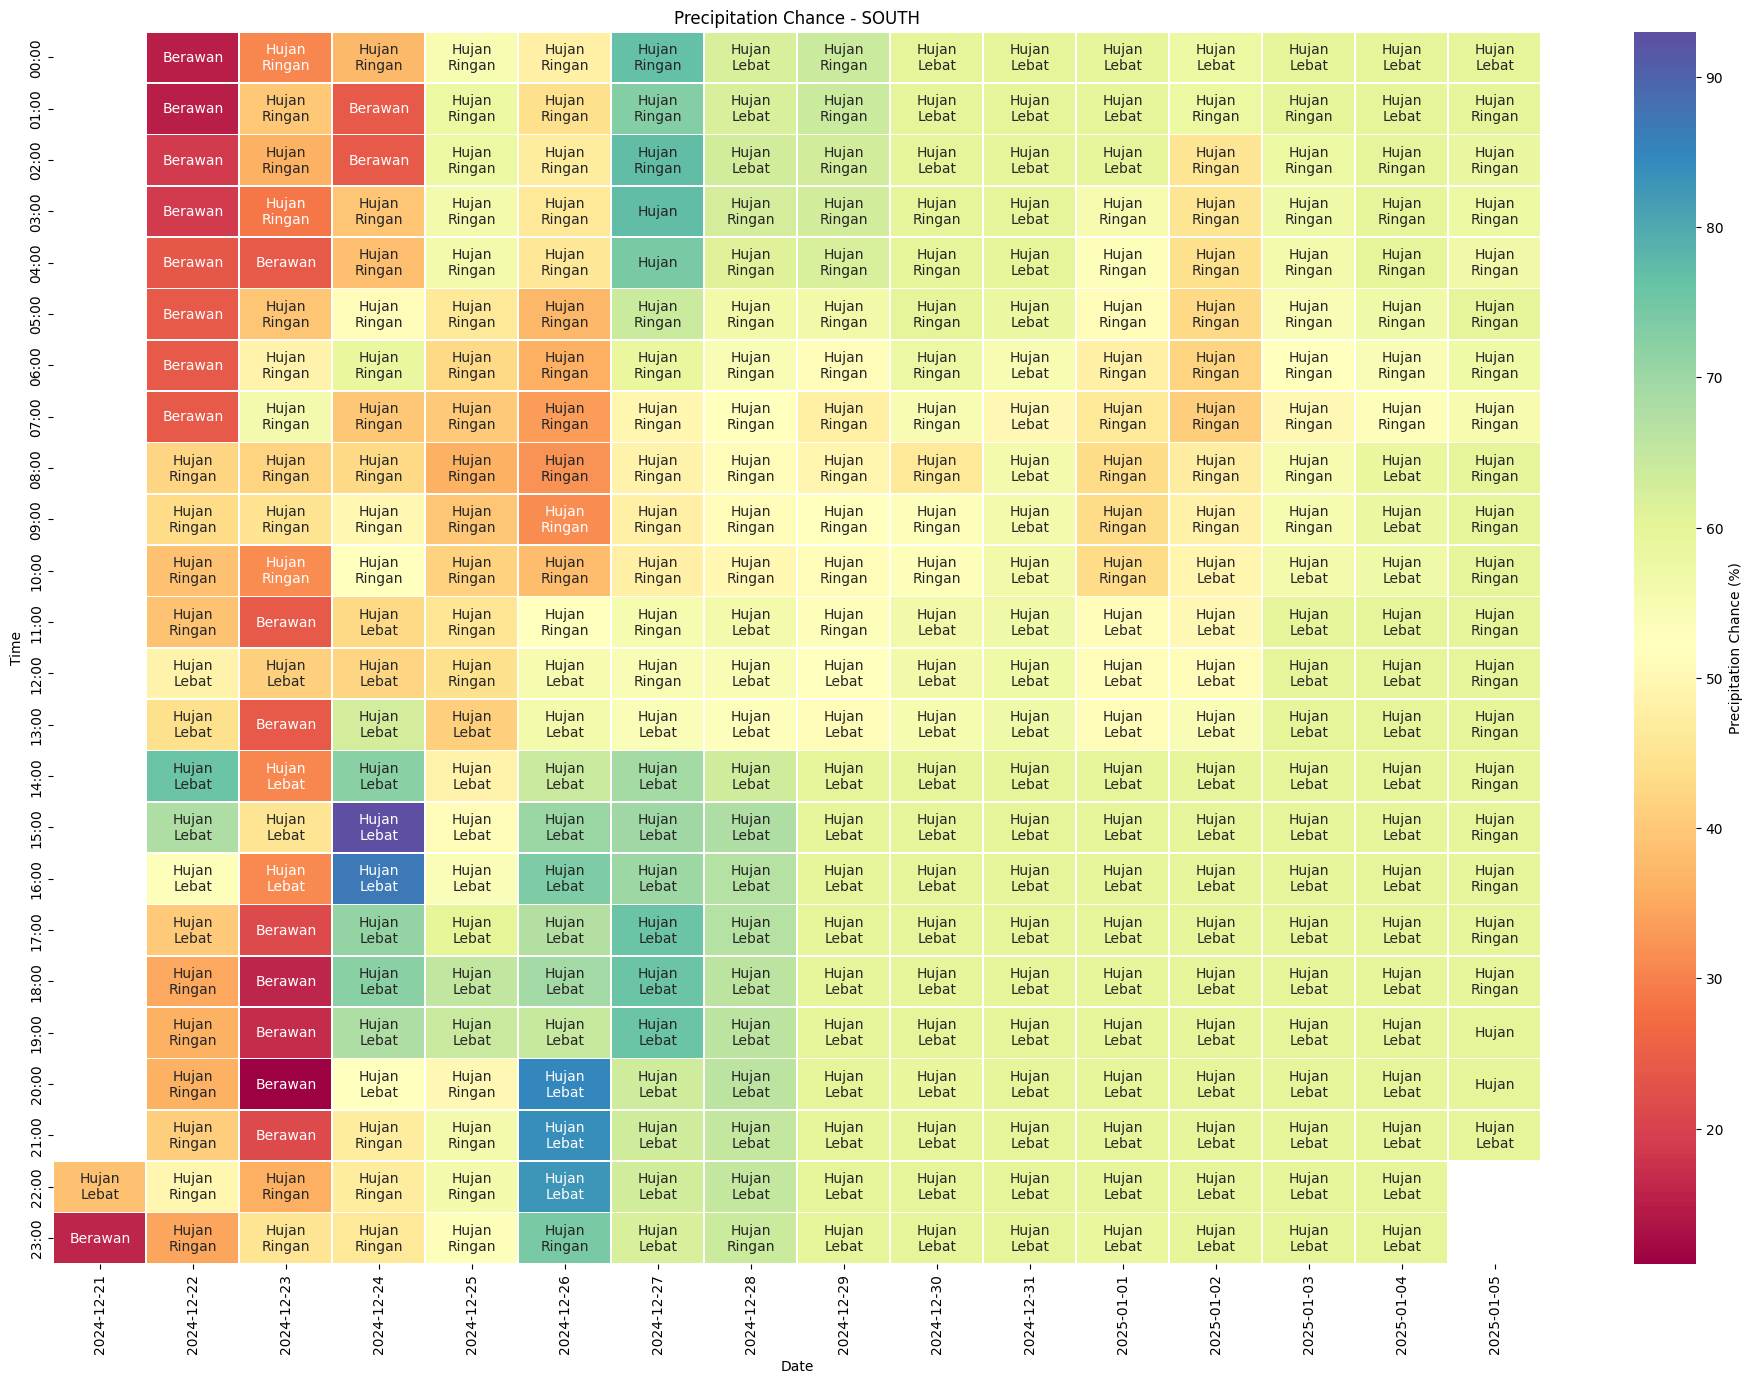 Precipitation Chance - SOUTH
00:00 Berawan Hujan Ringan Hujan Ringan Hujan Ringan Hujan Ringan Hujan Ringan Hujan Lebat Hujan Ringan Hujan Lebat Hujan Lebat Hujan Lebat Hujan Lebat Hujan Lebat Hujan Lebat Hujan Lebat
01:00 Berawan Hujan Ringan Berawan Hujan Ringan Hujan Ringan Hujan Ringan Hujan Lebat Hujan Ringan Hujan Lebat Hujan Lebat Hujan Lebat Hujan Ringan Hujan Ringan Hujan Lebat Hujan Ringan
02:00 Berawan Hujan Ringan Berawan Hujan Ringan Hujan Ringan Hujan Ringan Hujan Lebat Hujan Ringan Hujan Lebat Hujan Lebat Hujan Lebat Hujan Ringan Hujan Ringan Hujan Ringan Hujan Ringan
03:00 Berawan Hujan Ringan Hujan Ringan Hujan Ringan Hujan Ringan Hujan Hujan Ringan Hujan Ringan Hujan Ringan Hujan Lebat Hujan Ringan Hujan Ringan Hujan Ringan Hujan Ringan Hujan Ringan
04:00 Berawan Berawan Hujan Ringan Hujan Ringan Hujan Ringan Hujan Hujan Ringan Hujan Ringan Hujan Ringan Hujan Lebat Hujan Ringan Hujan Ringan Hujan Ringan Hujan Ringan Hujan Ringan
05:00 Berawan Hujan Ringan Hujan Ringan Hujan Ringan Hujan Ringan Hujan Ringan Hujan Ringan Hujan Ringan Hujan Ringan Hujan Lebat Hujan Ringan Hujan Ringan Hujan Ringan Hujan Ringan Hujan Ringan
06:00 Berawan Hujan Ringan Hujan Ringan Hujan Ringan Hujan Ringan Hujan Ringan Hujan Ringan Hujan Ringan Hujan Ringan Hujan Lebat Hujan Ringan Hujan Ringan Hujan Ringan Hujan Ringan Hujan Ringan
07:00 Berawan Hujan Ringan Hujan Ringan Hujan Ringan Hujan Ringan Hujan Ringan Hujan Ringan Hujan Ringan Hujan Ringan Hujan Lebat Hujan Ringan Hujan Ringan Hujan Ringan Hujan Ringan Hujan Ringan
08:00 Hujan Ringan Hujan Ringan Hujan Ringan Hujan Ringan Hujan Ringan Hujan Ringan Hujan Ringan Hujan Ringan Hujan Ringan Hujan Lebat Hujan Ringan Hujan Ringan Hujan Ringan Hujan Lebat Hujan Ringan
09:00 Hujan Ringan Hujan Ringan Hujan Ringan Hujan Ringan Hujan Ringan Hujan Ringan Hujan Ringan Hujan Ringan Hujan Ringan Hujan Lebat Hujan Ringan Hujan Ringan Hujan Ringan Hujan Lebat Hujan Ringan
10:00 Hujan Ringan Hujan Ringan Hujan Ringan Hujan Ringan Hujan Ringan Hujan Ringan Hujan Ringan Hujan Ringan Hujan Ringan Hujan Lebat Hujan Ringan Hujan Lebat Hujan Lebat Hujan Lebat Hujan Ringan
11:00 Hujan Ringan Berawan Hujan Lebat Hujan Ringan Hujan Ringan Hujan Ringan Hujan Lebat Hujan Ringan Hujan Lebat Hujan Lebat Hujan Lebat Hujan Lebat Hujan Lebat Hujan Lebat Hujan Ringan
12:00 Hujan Lebat Hujan Lebat Hujan Lebat Hujan Ringan Hujan Lebat Hujan Ringan Hujan Lebat Hujan Lebat Hujan Lebat Hujan Lebat Hujan Lebat Hujan Lebat Hujan Lebat Hujan Lebat Hujan Ringan
13:00 Hujan Lebat Berawan Hujan Lebat Hujan Lebat Hujan Lebat Hujan Lebat Hujan Lebat Hujan Lebat Hujan Lebat Hujan Lebat Hujan Lebat Hujan Lebat Hujan Lebat Hujan Lebat Hujan Ringan
14:00 Hujan Lebat Hujan Lebat Hujan Lebat Hujan Lebat Hujan Lebat Hujan Lebat Hujan Lebat Hujan Lebat Hujan Lebat Hujan Lebat Hujan Lebat Hujan Lebat Hujan Lebat Hujan Lebat Hujan Ringan
15:00 Hujan Lebat Hujan Lebat Hujan Lebat Hujan Lebat Hujan Lebat Hujan Lebat Hujan Lebat Hujan Lebat Hujan Lebat Hujan Lebat Hujan Lebat Hujan Lebat Hujan Lebat Hujan Lebat Hujan Ringan
16:00 Hujan Lebat Hujan Lebat Hujan Lebat Hujan Lebat Hujan Lebat Hujan Lebat Hujan Lebat Hujan Lebat Hujan Lebat Hujan Lebat Hujan Lebat Hujan Lebat Hujan Lebat Hujan Lebat Hujan Ringan
17:00 Hujan Lebat Berawan Hujan Lebat Hujan Lebat Hujan Lebat Hujan Lebat Hujan Lebat Hujan Lebat Hujan Lebat Hujan Lebat Hujan Lebat Hujan Lebat Hujan Lebat Hujan Lebat Hujan Ringan
18:00 Hujan Ringan Berawan Hujan Lebat Hujan Lebat Hujan Lebat Hujan Lebat Hujan Lebat Hujan Lebat Hujan Lebat Hujan Lebat Hujan Lebat Hujan Lebat Hujan Lebat Hujan Lebat Hujan Ringan
19:00 Hujan Ringan Berawan Hujan Lebat Hujan Lebat Hujan Lebat Hujan Lebat Hujan Lebat Hujan Lebat Hujan Lebat Hujan Lebat Hujan Lebat Hujan Lebat Hujan Lebat Hujan Lebat Hujan
20:00 Hujan Ringan Berawan Hujan Lebat Hujan Ringan Hujan Lebat Hujan Lebat Hujan Lebat Hujan Lebat Hujan Lebat Hujan Lebat Hujan Lebat Hujan Lebat Hujan Lebat Hujan Lebat Hujan
21:00 Hujan Ringan Berawan Hujan Ringan Hujan Ringan Hujan Lebat Hujan Lebat Hujan Lebat Hujan Lebat Hujan Lebat Hujan Lebat Hujan Lebat Hujan Lebat Hujan Lebat Hujan Lebat Hujan Lebat
22:00 Hujan Lebat Hujan Ringan Hujan Ringan Hujan Ringan Hujan Ringan Hujan Lebat Hujan Lebat Hujan Lebat Hujan Lebat Hujan Lebat Hujan Lebat Hujan Lebat Hujan Lebat Hujan Lebat Hujan Lebat
23:00 Berawan Hujan Ringan Hujan Ringan Hujan Ringan Hujan Ringan Hujan Ringan Hujan Lebat Hujan Ringan Hujan Lebat Hujan Lebat Hujan Lebat Hujan Lebat Hujan Lebat Hujan Lebat Hujan Lebat
Time
2024-12-21 2024-12-22 2024-12-23 2024-12-24 2024-12-25 2024-12-26 2024-12-27 2024-12-28 2024-12-29 2024-12-30 2024-12-31 2025-01-01 2025-01-02 2025-01-03 2025-01-04 2025-01-05
Date
90
80
70
60
50
40
30
20
Precipitation Chance (%)